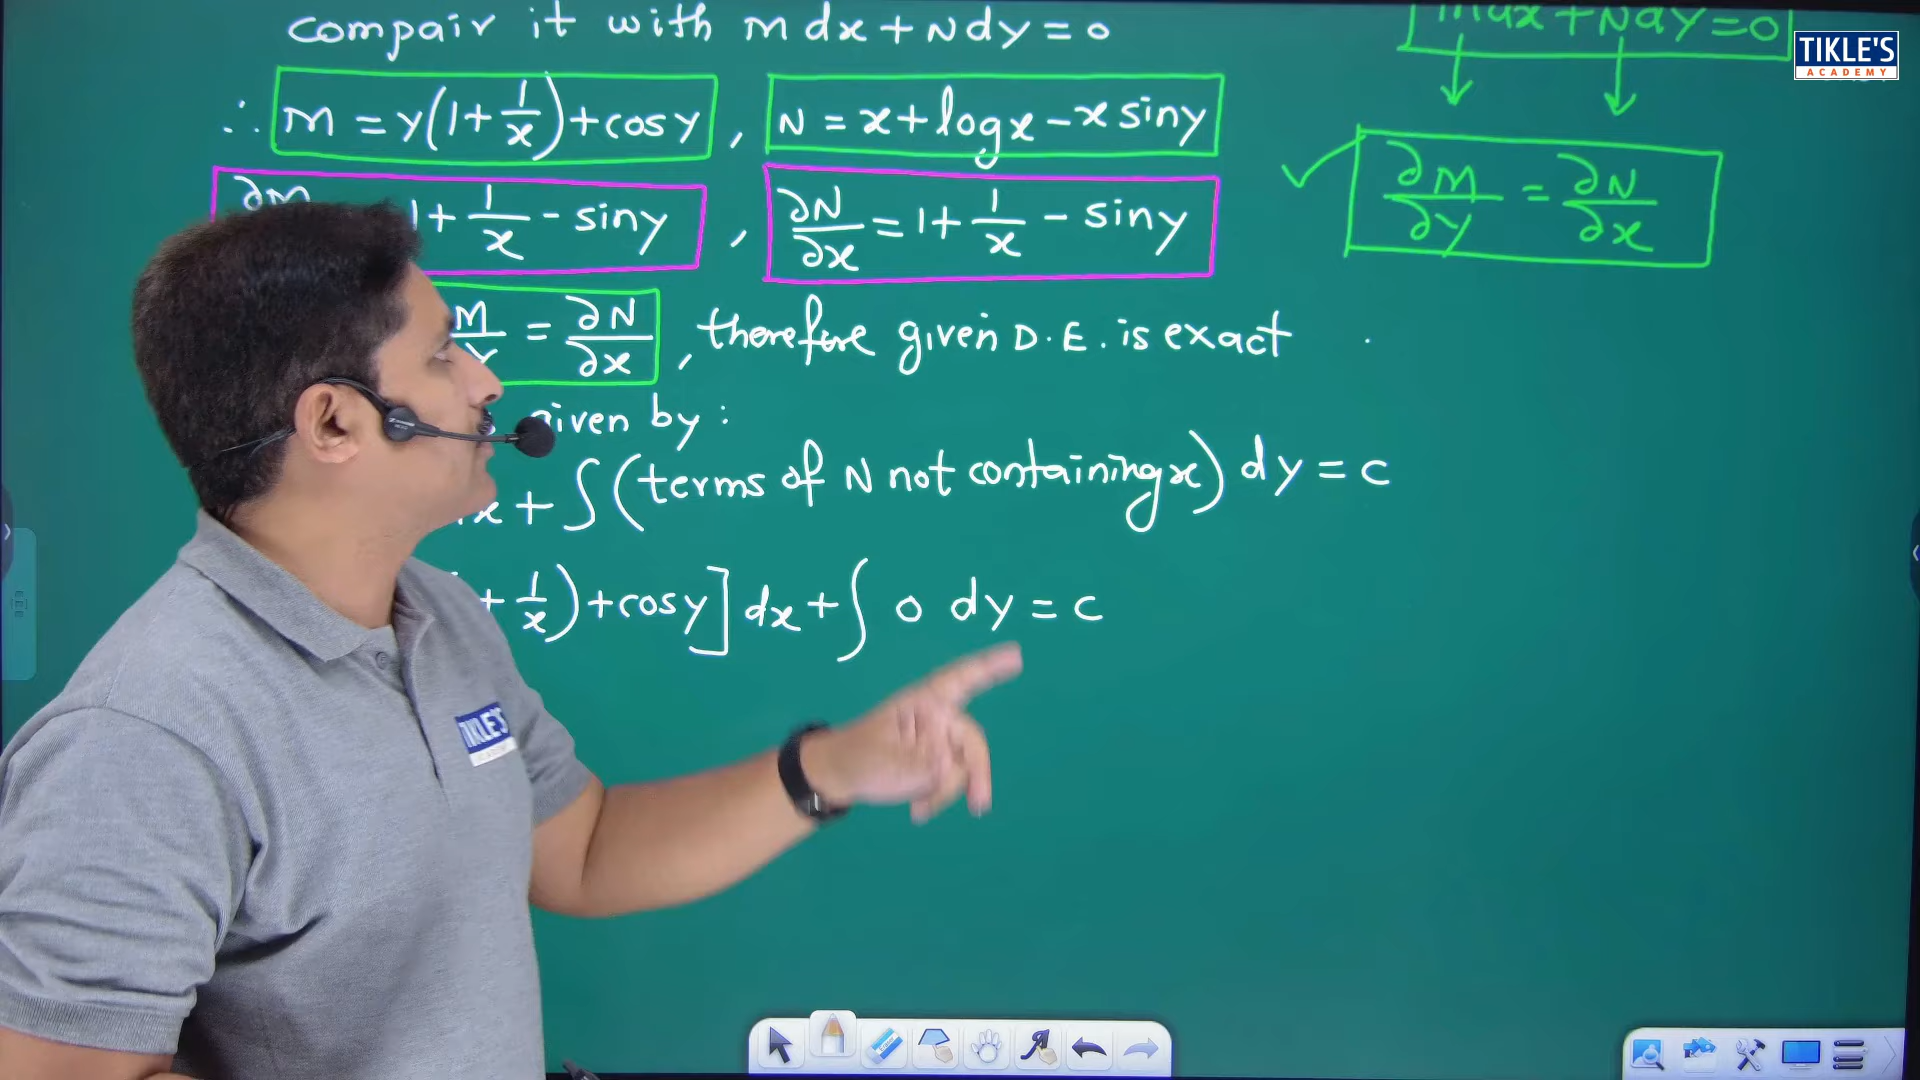 compair it with mdx + Ndy = 0
mdx + Ndy = 0
TIKLE'S
ACADEMY
∴ M = y(1 + 1/x) + cosy , N = x + logx - x siny
∂M 1 + 1/x - siny , ∂N/∂x = 1 + 1/x - siny
∂M/∂y = ∂N/∂x
M = ∂N/∂x , therefore given D.E. is exact
given by :
x + ∫(terms of N not containing x) dy = c
+ 1/x) + cosy] dx + ∫ 0 dy = c
TIKLE'S
ACADEMY